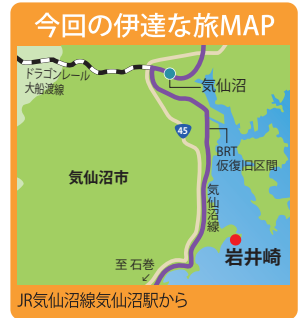 今回の伊達な旅MAP
ドラゴンレール
大船渡線
気仙沼
45
BRT
仮復旧区間
気仙沼市
気仙沼線
岩井崎
至 石巻
JR気仙沼線気仙沼駅から